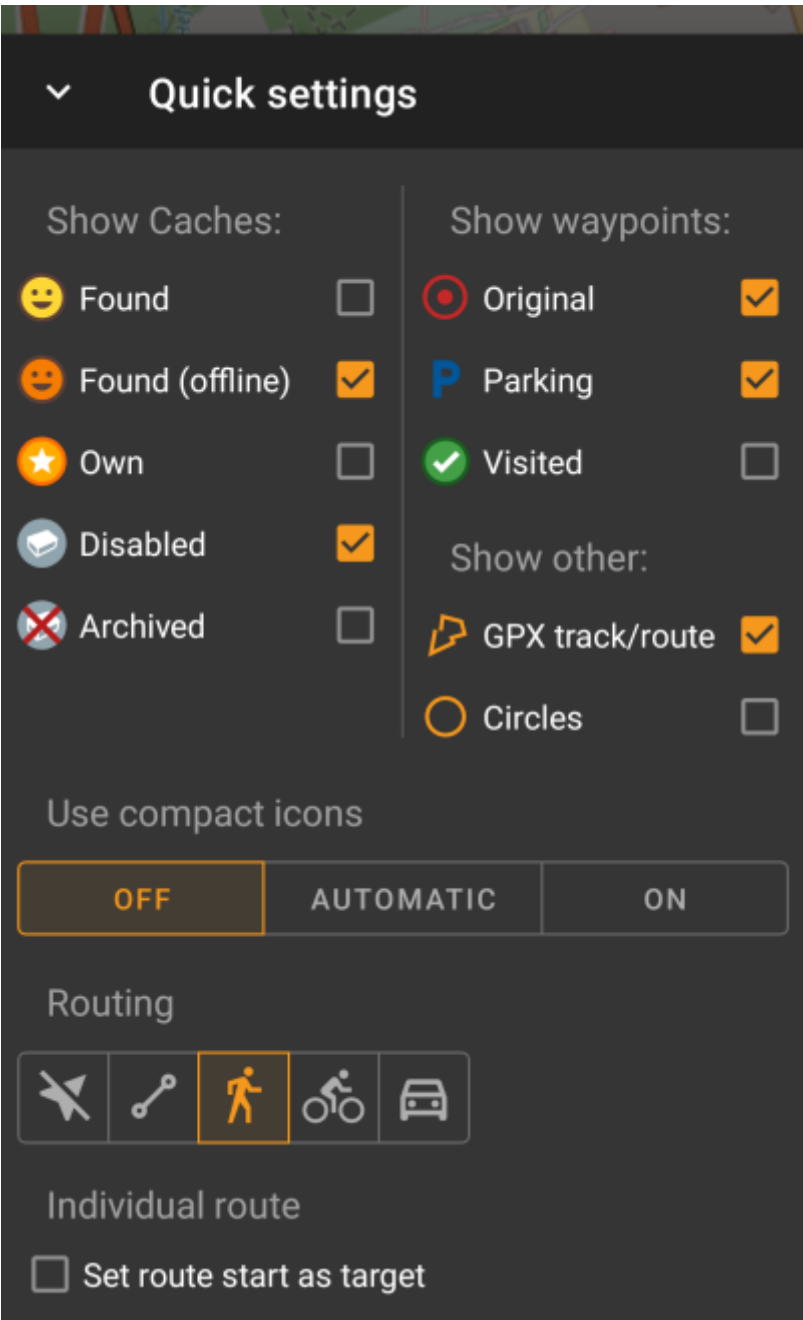 Quick settings
Show Caches:
Found
Found (offline)
Own
Disabled
Archived
Show waypoints:
Original
P Parking
Visited
Show other:
GPX track/route
Circles
Use compact icons
OFF AUTOMATIC ON
Routing
Individual route
Set route start as target